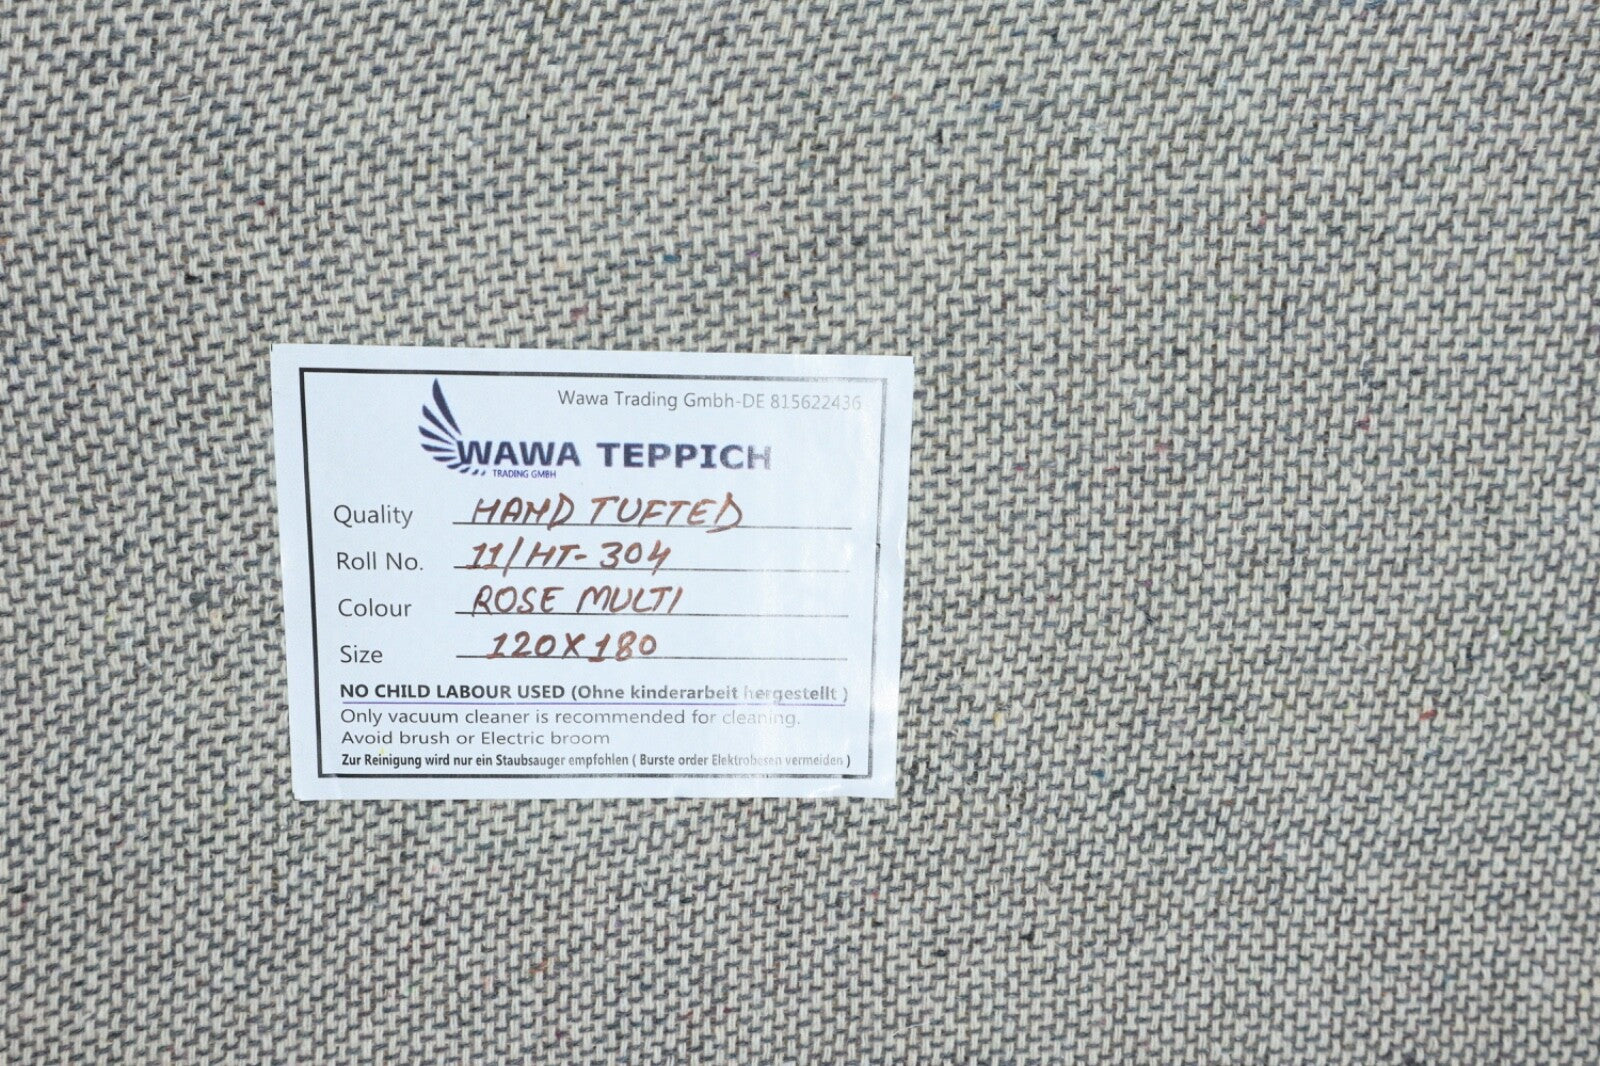 Wawa Trading Gmbh-DE 815622436
WAWA TEPPICH
TRADING GMBH
Quality HAND TUFTED
Roll No. 11/HT-304
Colour ROSE MULTI
Size 120X180
NO CHILD LABOUR USED (Ohne kinderarbeit hergestellt )
Only vacuum cleaner is recommended for cleaning.
Avoid brush or Electric broom
Zur Reinigung wird nur ein Staubsauger empfohlen ( Burste order Elektrobesen vermeiden )